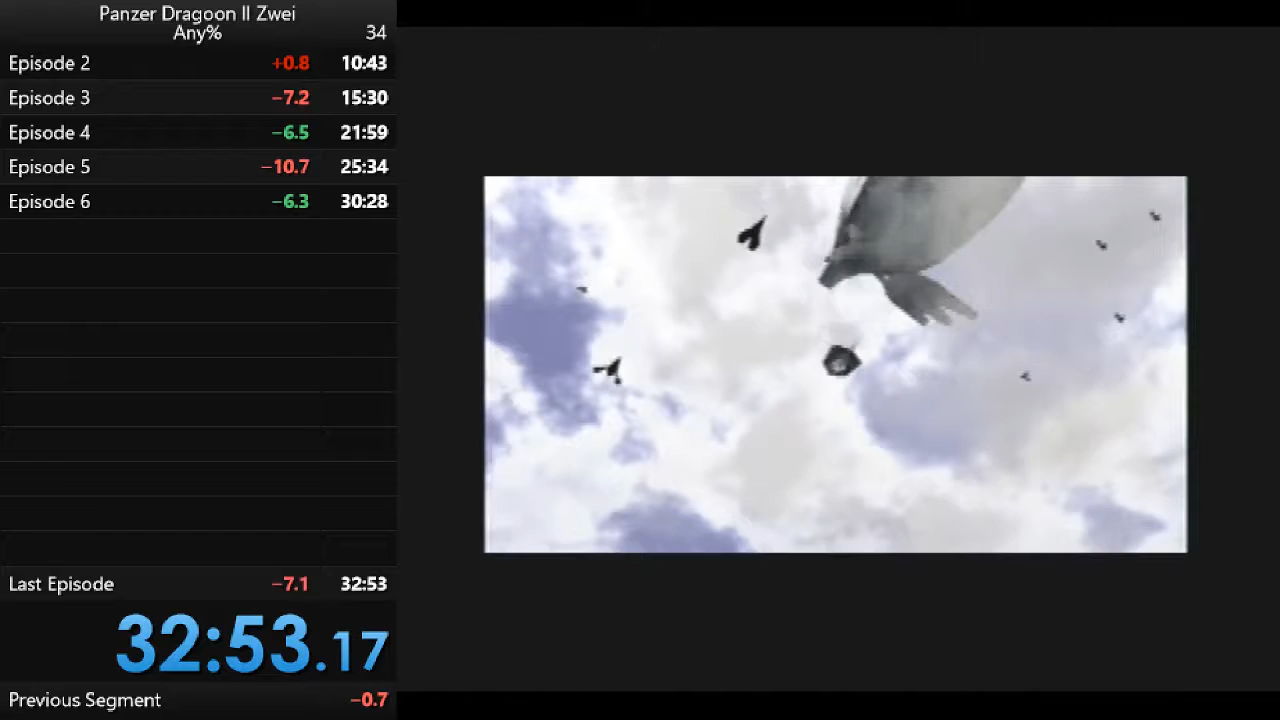 Panzer Dragoon II Zwei
Any% 34
Episode 2 +0.8 10:43
Episode 3 −7.2 15:30
Episode 4 −6.5 21:59
Episode 5 −10.7 25:34
Episode 6 −6.3 30:28
Last Episode −7.1 32:53
32:53.17
Previous Segment −0.7